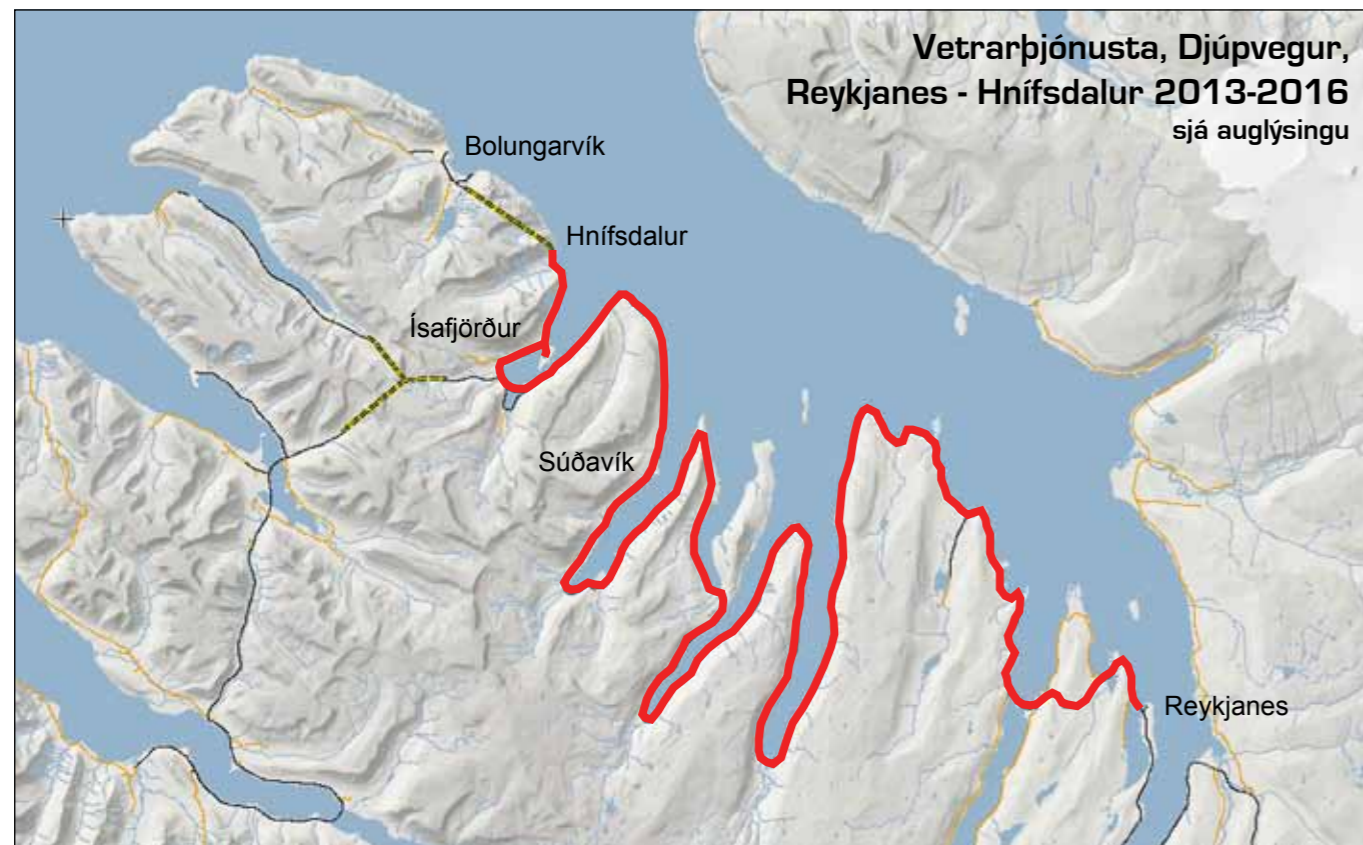 Vetrarþjónusta, Djúpvegur,
Reykjanes - Hnífsdalur 2013-2016
sjá auglýsingu
Bolungarvík
Hnífsdalur
Ísafjörður
Súðavík
Reykjanes